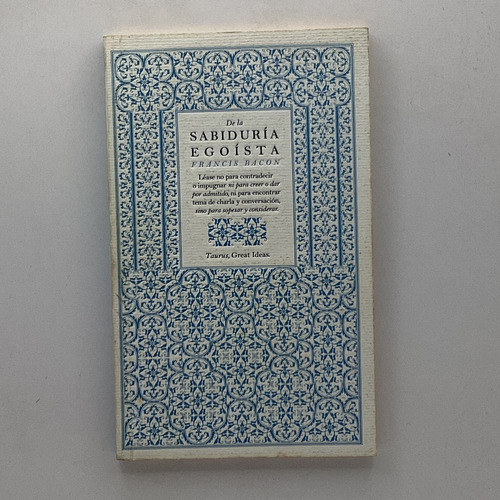 De la
SABIDURÍA
EGOÍSTA
FRANCIS BACON
Léase no para contradecir
o impugnar ni para creer o dar
por admitido, ni para encontrar
tema de charla y conversación,
sino para sopesar y considerar.
Taurus, Great Ideas.